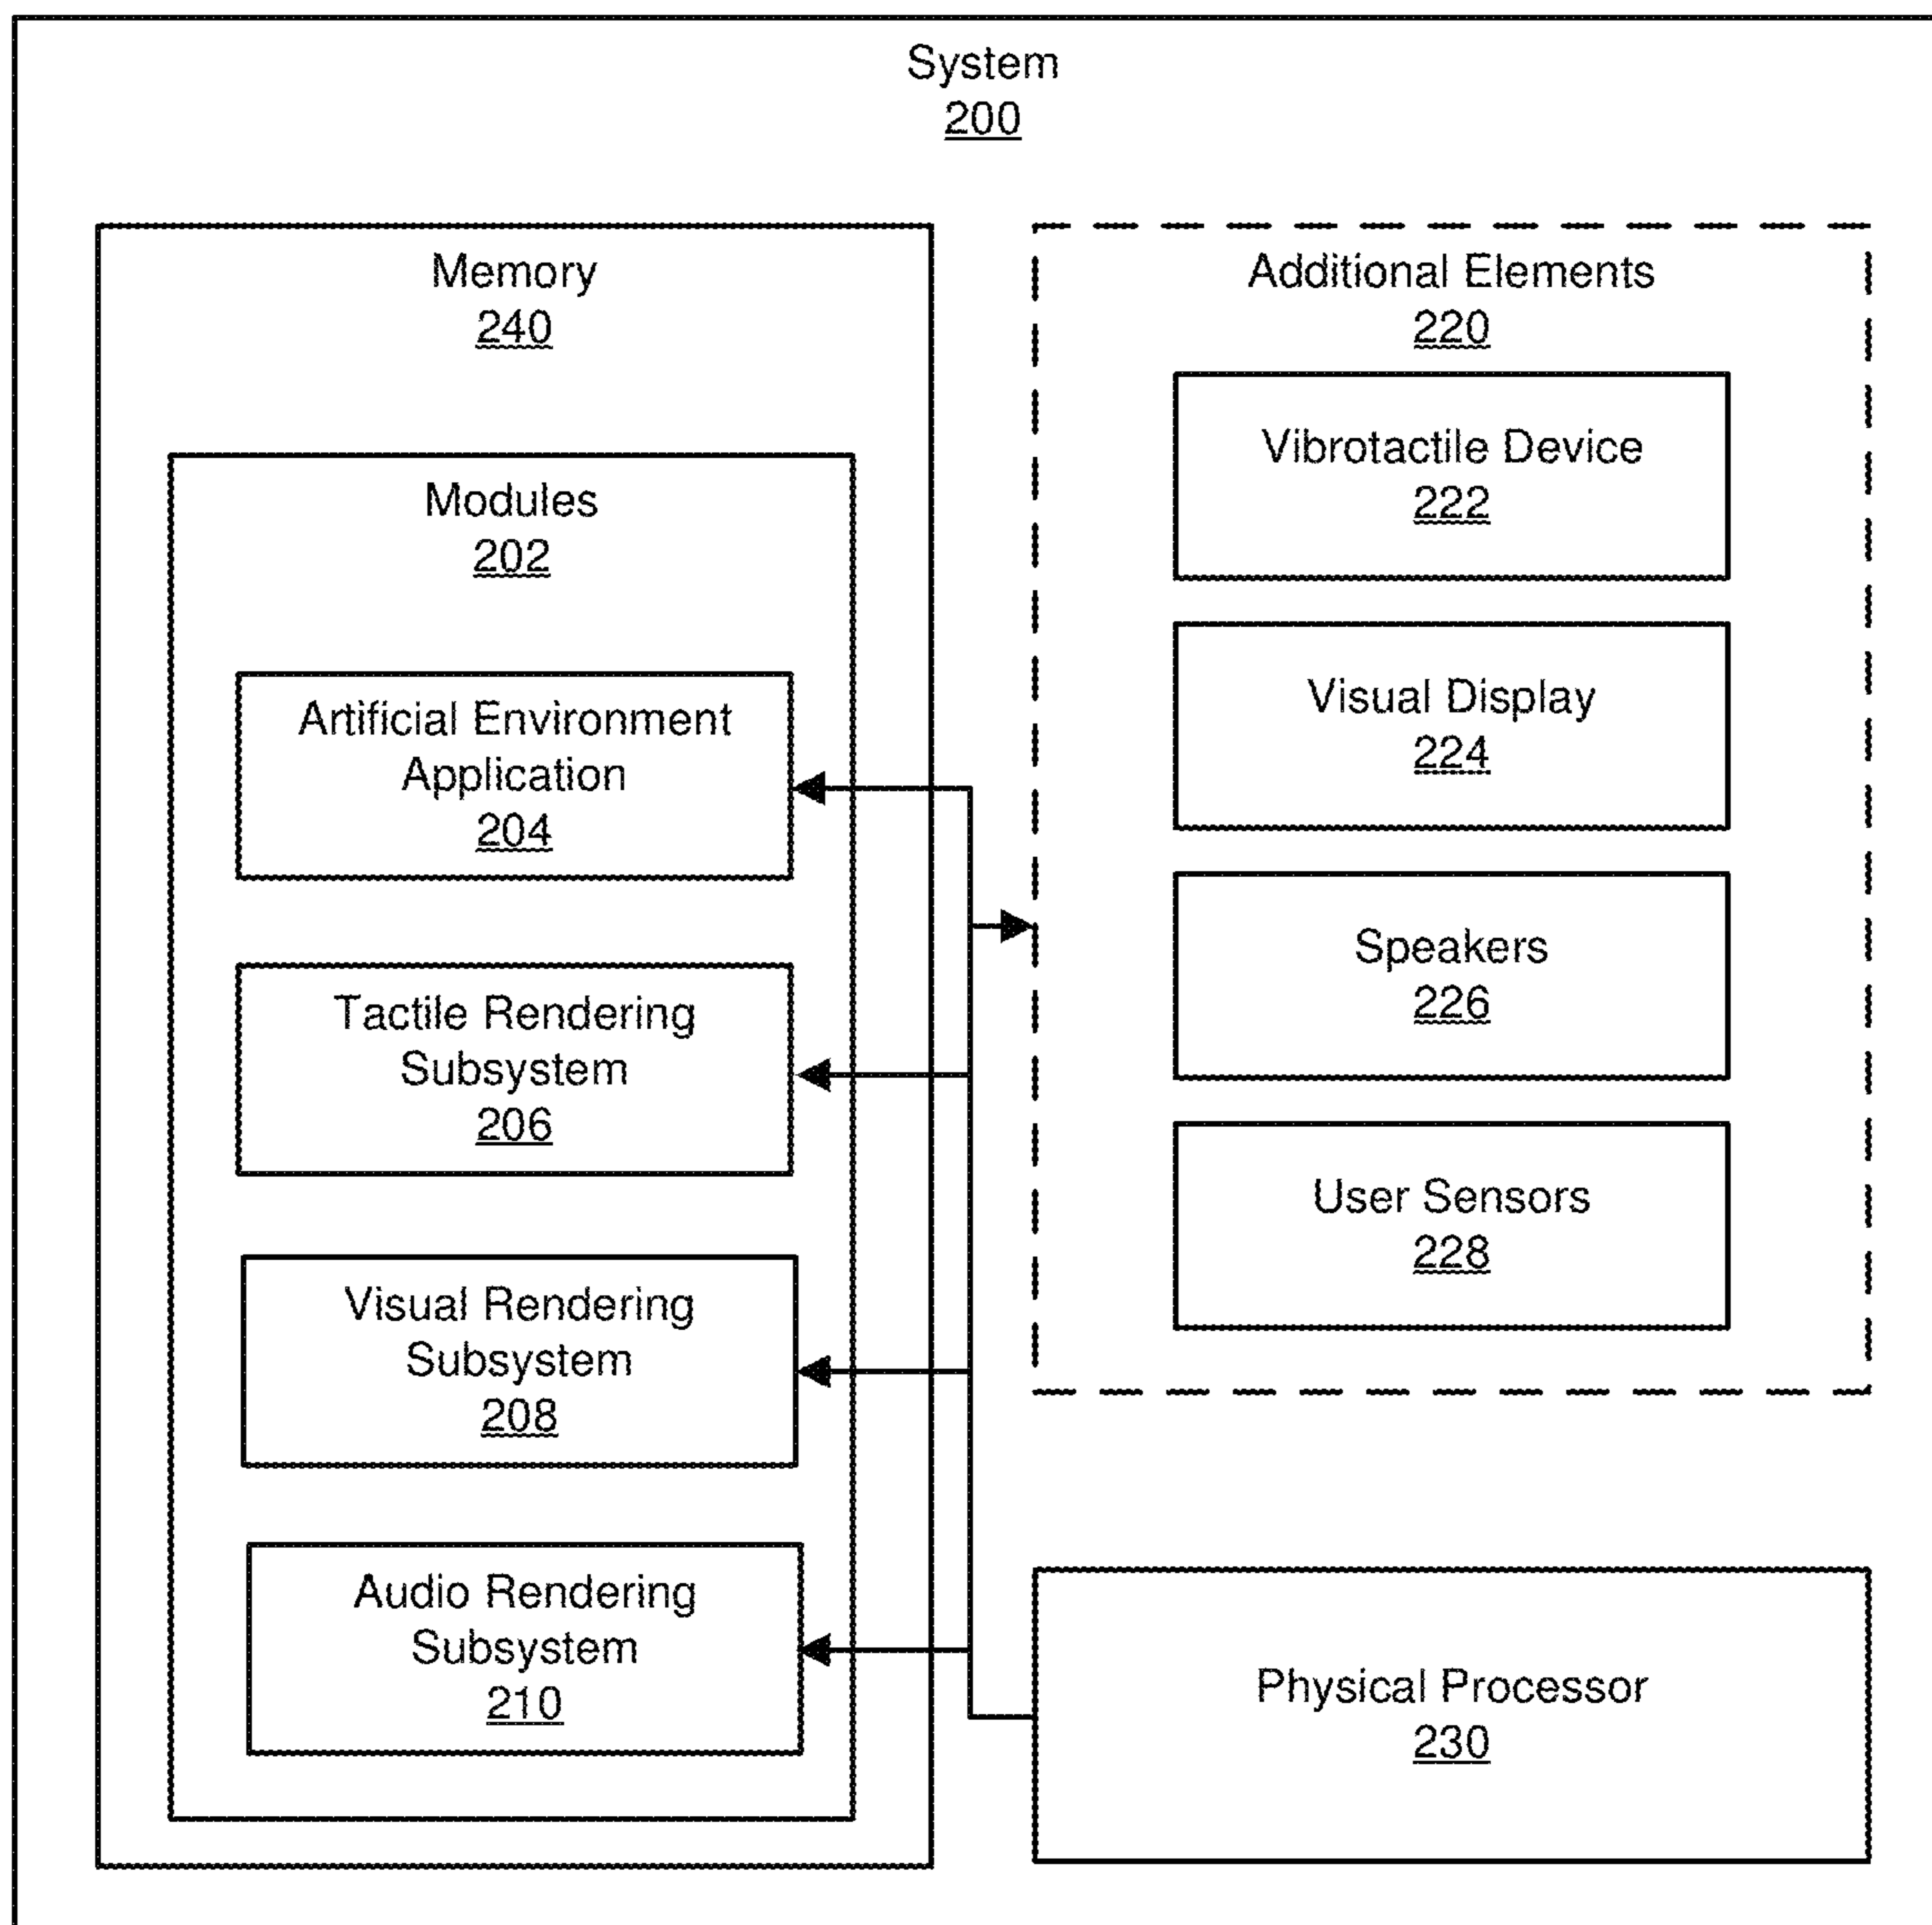 System
200
Memory
240
Modules
202
Artificial Environment
Application
204
Tactile Rendering
Subsystem
206
Visual Rendering
Subsystem
208
Audio Rendering
Subsystem
210
Additional Elements
220
Vibrotactile Device
222
Visual Display
224
Speakers
226
User Sensors
228
Physical Processor
230